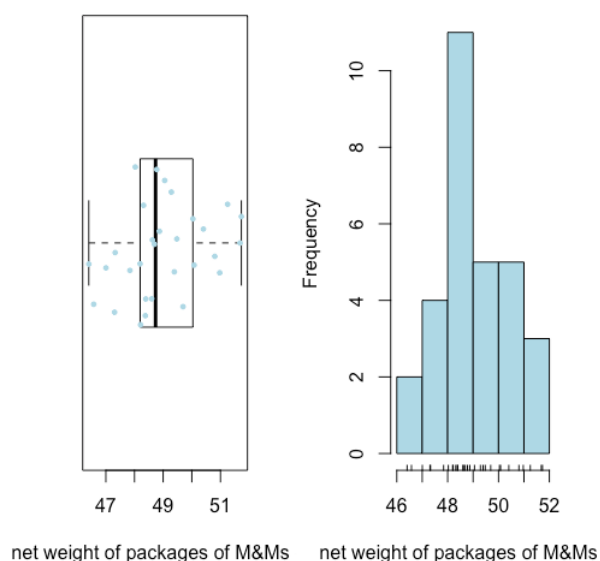 47 49 51
net weight of packages of M&Ms
Frequency
0 2 4 6 8 10
46 48 50 52
net weight of packages of M&Ms